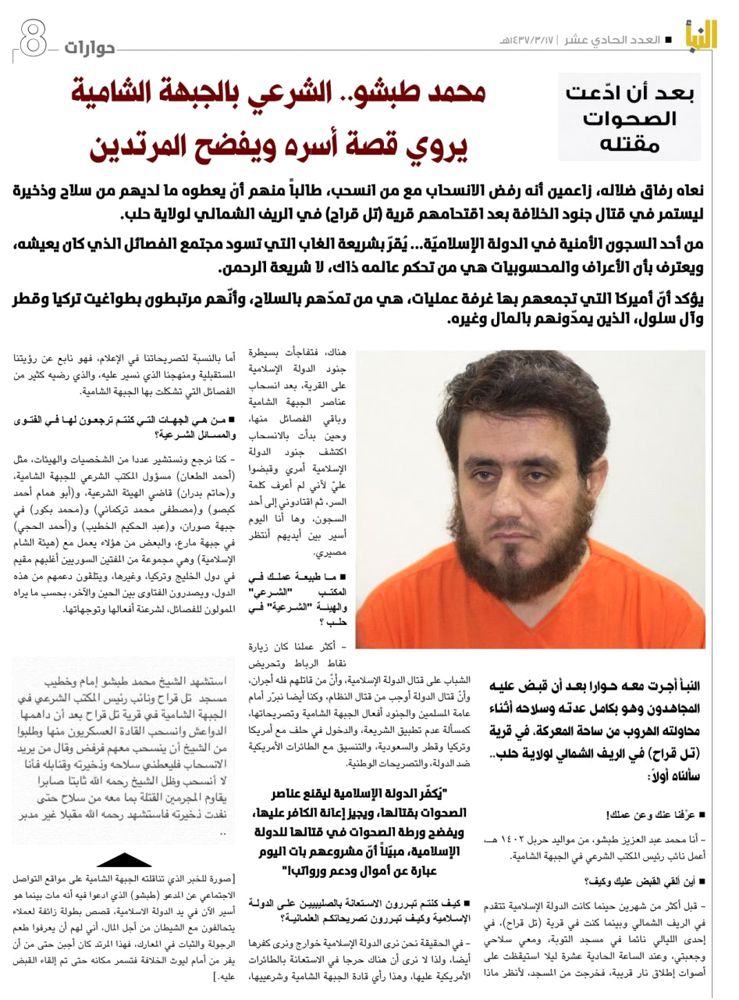 النبأ
■ العدد الحادي عشر | ١٤٣٧/٣/١٧هـ
حوارات
8
بعد أن ادّعت
الصحوات
مقتله
محمد طبشو.. الشرعي بالجبهة الشامية
يروي قصة أسره ويفضح المرتدين
نعاه رفاق ضلاله، زاعمين أنه رفض الانسحاب مع من انسحب، طالباً منهم أنْ يعطوه ما لديهم من سلاح وذخيرة
ليستمر في قتال جنود الخلافة بعد اقتحامهم قرية (تل قراح) في الريف الشمالي لولاية حلب.
من أحد السجون الأمنية في الدولة الإسلاميّة... يُقرّ بشريعة الغاب التي تسود مجتمع الفصائل الذي كان يعيشه،
ويعترف بأن الأعراف والمحسوبيات هي من تحكم عالمه ذاك، لا شريعة الرحمن.
يؤكد أنّ أميركا التي تجمعهم بها غرفة عمليات، هي من تمدّهم بالسلاح، وأنّهم مرتبطون بطواغيت تركيا وقطر
وآل سلول، الذين يمدّونهم بالمال وغيره.
النبأ أجرت معه حوارا بعد أن قبض عليه
المجاهدون وهو بكامل عدته وسلاحه أثناء
محاولته الهروب من ساحة المعركة، في قرية
(تل قراح) في الريف الشمالي لولاية حلب..
سألناه أولاً:
■ عرّفنا عنك وعن عملك!
- أنا محمد عبد العزيز طبشو، من مواليد حربل ١٤٠٢ هـ،
أعمل نائب رئيس المكتب الشرعي في الجبهة الشامية.
■ أين ألقي القبض عليك وكيف؟
- قبل أكثر من شهرين حينما كانت الدولة الإسلامية تتقدم
في الريف الشمالي وبينما كنت في قرية (تل قراح)، في
إحدى الليالي نائما في مسجد التوبة، ومعي سلاحي
وجعبتي، وعند الساعة الحادية عشرة ليلا استيقظت على
أصوات إطلاق نار قريبة، فخرجت من المسجد، لأنظر ماذا
هناك، فتفاجأت بسيطرة
جنود الدولة الإسلامية
على القرية، بعد انسحاب
عناصر الجبهة الشامية
وباقي الفصائل منها،
وحين بدأت بالانسحاب
اكتشف جنود الدولة
الإسلامية أمري وقبضوا
عليّ لأني لم أعرف كلمة
السر، ثم اقتادوني إلى أحد
السجون، وها أنا اليوم
أسير بين أيديهم أنتظر
مصيري.
■ ما طبيعة عملك في
المكتب "الشرعي"
والهيئة "الشرعية" في
حلب ؟
- أكثر عملنا كان زيارة
نقاط الرباط وتحريض
الشباب على قتال الدولة الإسلامية، وأنّ من قاتلهم فله أجران،
وأنّ قتال الدولة أوجب من قتال النظام، وكنا أيضا نبرّر أمام
عامة المسلمين والجنود أفعال الجبهة الشامية وتصريحاتها،
كمسألة عدم تطبيق الشريعة، والدخول في حلف مع أمريكا
وتركيا وقطر والسعودية، والتنسيق مع الطائرات الأمريكية
ضد الدولة، والتصريحات الوطنية.
"يُكفّر الدولة الإسلامية ليقنع عناصر
الصحوات بقتالها، ويجيز إعانة الكافر عليها،
ويفضح ورطة الصحوات في قتالها للدولة
الإسلامية، مبيّناً أنّ مشروعهم بات اليوم
عبارة عن أموال ودعم ورواتب!"
■ كيف كنتم تبررون الاستعانة بالصليبيين على الدولة
الإسلامية وكيف تبررون تصريحاتكم العلمانية؟
- في الحقيقة نحن نرى الدولة الإسلامية خوارج ونرى كفرها
أيضا، ولذا لا نرى أن هناك حرجا في الاستعانة بالطائرات
الأمريكية عليها، وهذا رأي قادة الجبهة الشامية وشرعييها،
أما بالنسبة لتصريحاتنا في الإعلام، فهو نابع عن رؤيتنا
المستقبلية ومنهجنا الذي نسير عليه، والذي رضيه كثير من
الفصائل التي تشكلت بها الجبهة الشامية.
■ من هي الجهات التي كنتم ترجعون لها في الفتوى
والمسائل الشرعية؟
- كنا نرجع ونستشير عددا من الشخصيات والهيئات، مثل
(أحمد الطعان) مسؤول المكتب الشرعي للجبهة الشامية،
و(حاتم بدران) قاضي الهيئة الشرعية، و(أبو همام أحمد
كبصو) و(مصطفى محمد تركماني) و(محمد بكور) في
جبهة صوران، و(عبد الحكيم الخطيب) و(أحمد الحجي)
في جبهة مارع، والبعض من هؤلاء يعمل مع (هيئة الشام
الإسلامية) وهي مجموعة من المفتين السوريين أغلبهم مقيم
في دول الخليج وتركيا، وغيرها، ويتلقون دعمهم من هذه
الدول، ويصدرون الفتاوى بين الحين والآخر، بحسب ما يراه
الممولون للفصائل، لشرعنة أفعالها وتوجهاتها.
استشهد الشيخ محمد طبشو إمام وخطيب
مسجد تل قراح ونائب رئيس المكتب الشرعي في
الجبهة الشامية في قرية تل قراح بعد أن داهمها
الدواعش وانسحب القادة العسكريون منها وطلبوا
من الشيخ أن ينسحب معهم فرفض وقال من يريد
الانسحاب فليعطني سلاحه وذخيرته وقنابله فأنا
لا أنسحب وظل الشيخ رحمه الله ثابتا صابرا
يقاوم المجرمين القتلة بما معه من سلاح حتى
نفدت ذخيرته فاستشهد رحمه الله مقبلا غير مدبر
..
[صورة للخبر الذي تناقلته الجبهة الشامية على مواقع التواصل
الاجتماعي عن المدعو (طبشو) الذي ادعوا فيه أنه مات بينما هو
أسير الآن في يد الدولة الاسلامية، قصص بطولة زائفة لعملاء
يتحالفون مع الشيطان من أجل المال، أني لهم أن يعرفوا طعم
الرجولة والثبات في المعارك، فهذا المرتد كان أجبن حتى من أن
يفر من أمام ليوث الخلافة فتسمر مكانه حتى تم إلقاء القبض
عليه.]